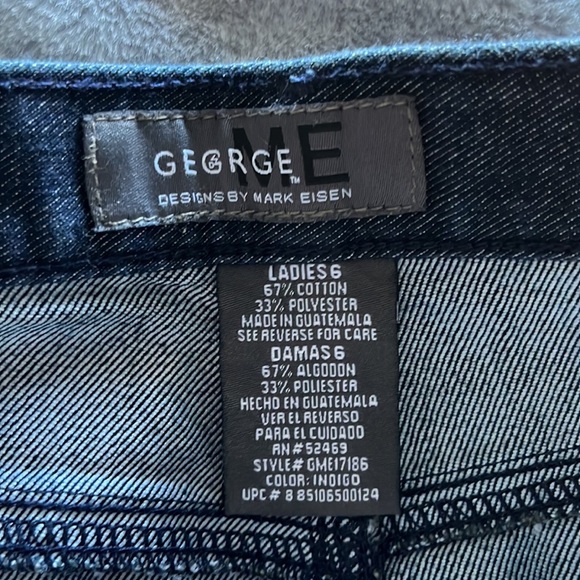 GEORGE ME™
DESIGNS BY MARK EISEN
LADIES 6
67% COTTON
33% POLYESTER
MADE IN GUATEMALA
SEE REVERSE FOR CARE
DAMAS 6
67% ALGODON
33% POLIESTER
HECHO EN GUATEMALA
VER EL REVERSO
PARA EL CUIDADO
RN# 52469
STYLE# GME17186
COLOR: INDIGO
UPC# 8 85106500124